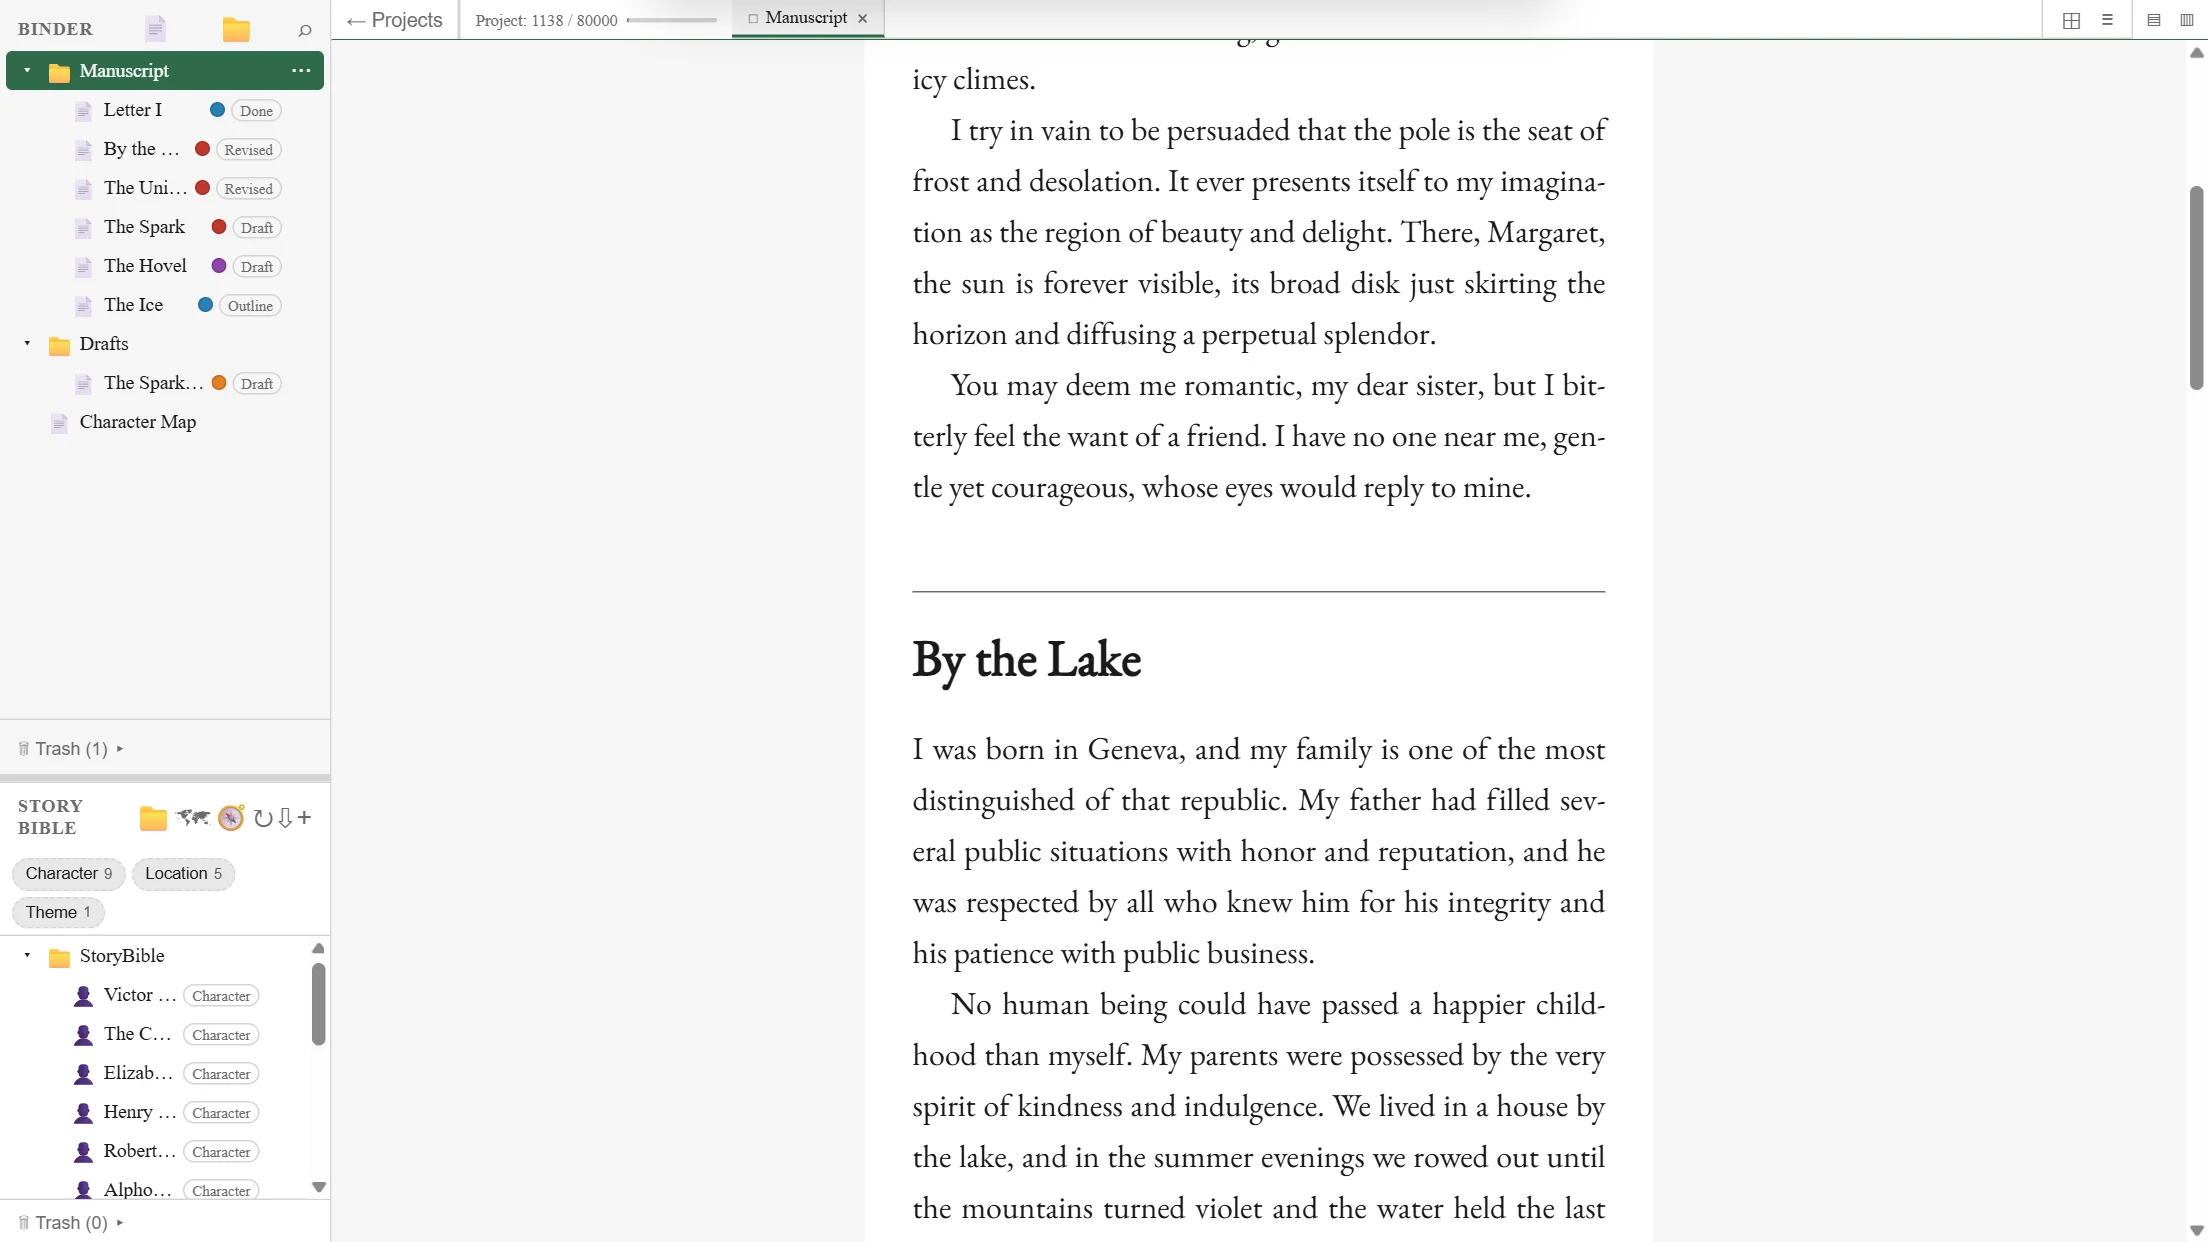 BINDER
Manuscript ...
Letter I Done
By the ... Revised
The Uni... Revised
The Spark Draft
The Hovel Draft
The Ice Outline
Drafts
The Spark... Draft
Character Map
Trash (1)
STORY
BIBLE
Character 9 Location 5
Theme 1
StoryBible
Victor ... Character
The C... Character
Elizab... Character
Henry ... Character
Robert... Character
Alpho... Character
Trash (0)
← Projects Project: 1138 / 80000 Manuscript ×
icy climes.
I try in vain to be persuaded that the pole is the seat of
frost and desolation. It ever presents itself to my imagina-
tion as the region of beauty and delight. There, Margaret,
the sun is forever visible, its broad disk just skirting the
horizon and diffusing a perpetual splendor.
You may deem me romantic, my dear sister, but I bit-
terly feel the want of a friend. I have no one near me, gen-
tle yet courageous, whose eyes would reply to mine.
By the Lake
I was born in Geneva, and my family is one of the most
distinguished of that republic. My father had filled sev-
eral public situations with honor and reputation, and he
was respected by all who knew him for his integrity and
his patience with public business.
No human being could have passed a happier child-
hood than myself. My parents were possessed by the very
spirit of kindness and indulgence. We lived in a house by
the lake, and in the summer evenings we rowed out until
the mountains turned violet and the water held the last